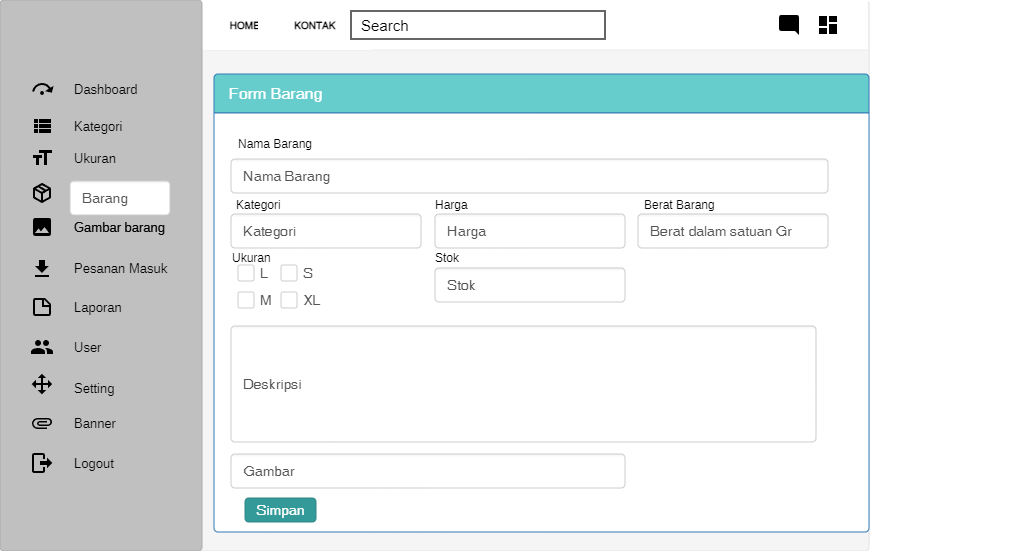 HOME KONTAK Search
Dashboard
Kategori
Ukuran
Barang
Gambar barang
Pesanan Masuk
Laporan
User
Setting
Banner
Logout
Form Barang
Nama Barang
Nama Barang
Kategori Harga Berat Barang
Kategori Harga Berat dalam satuan Gr
Ukuran Stok
L S
Stok
M XL
Deskripsi
Gambar
Simpan